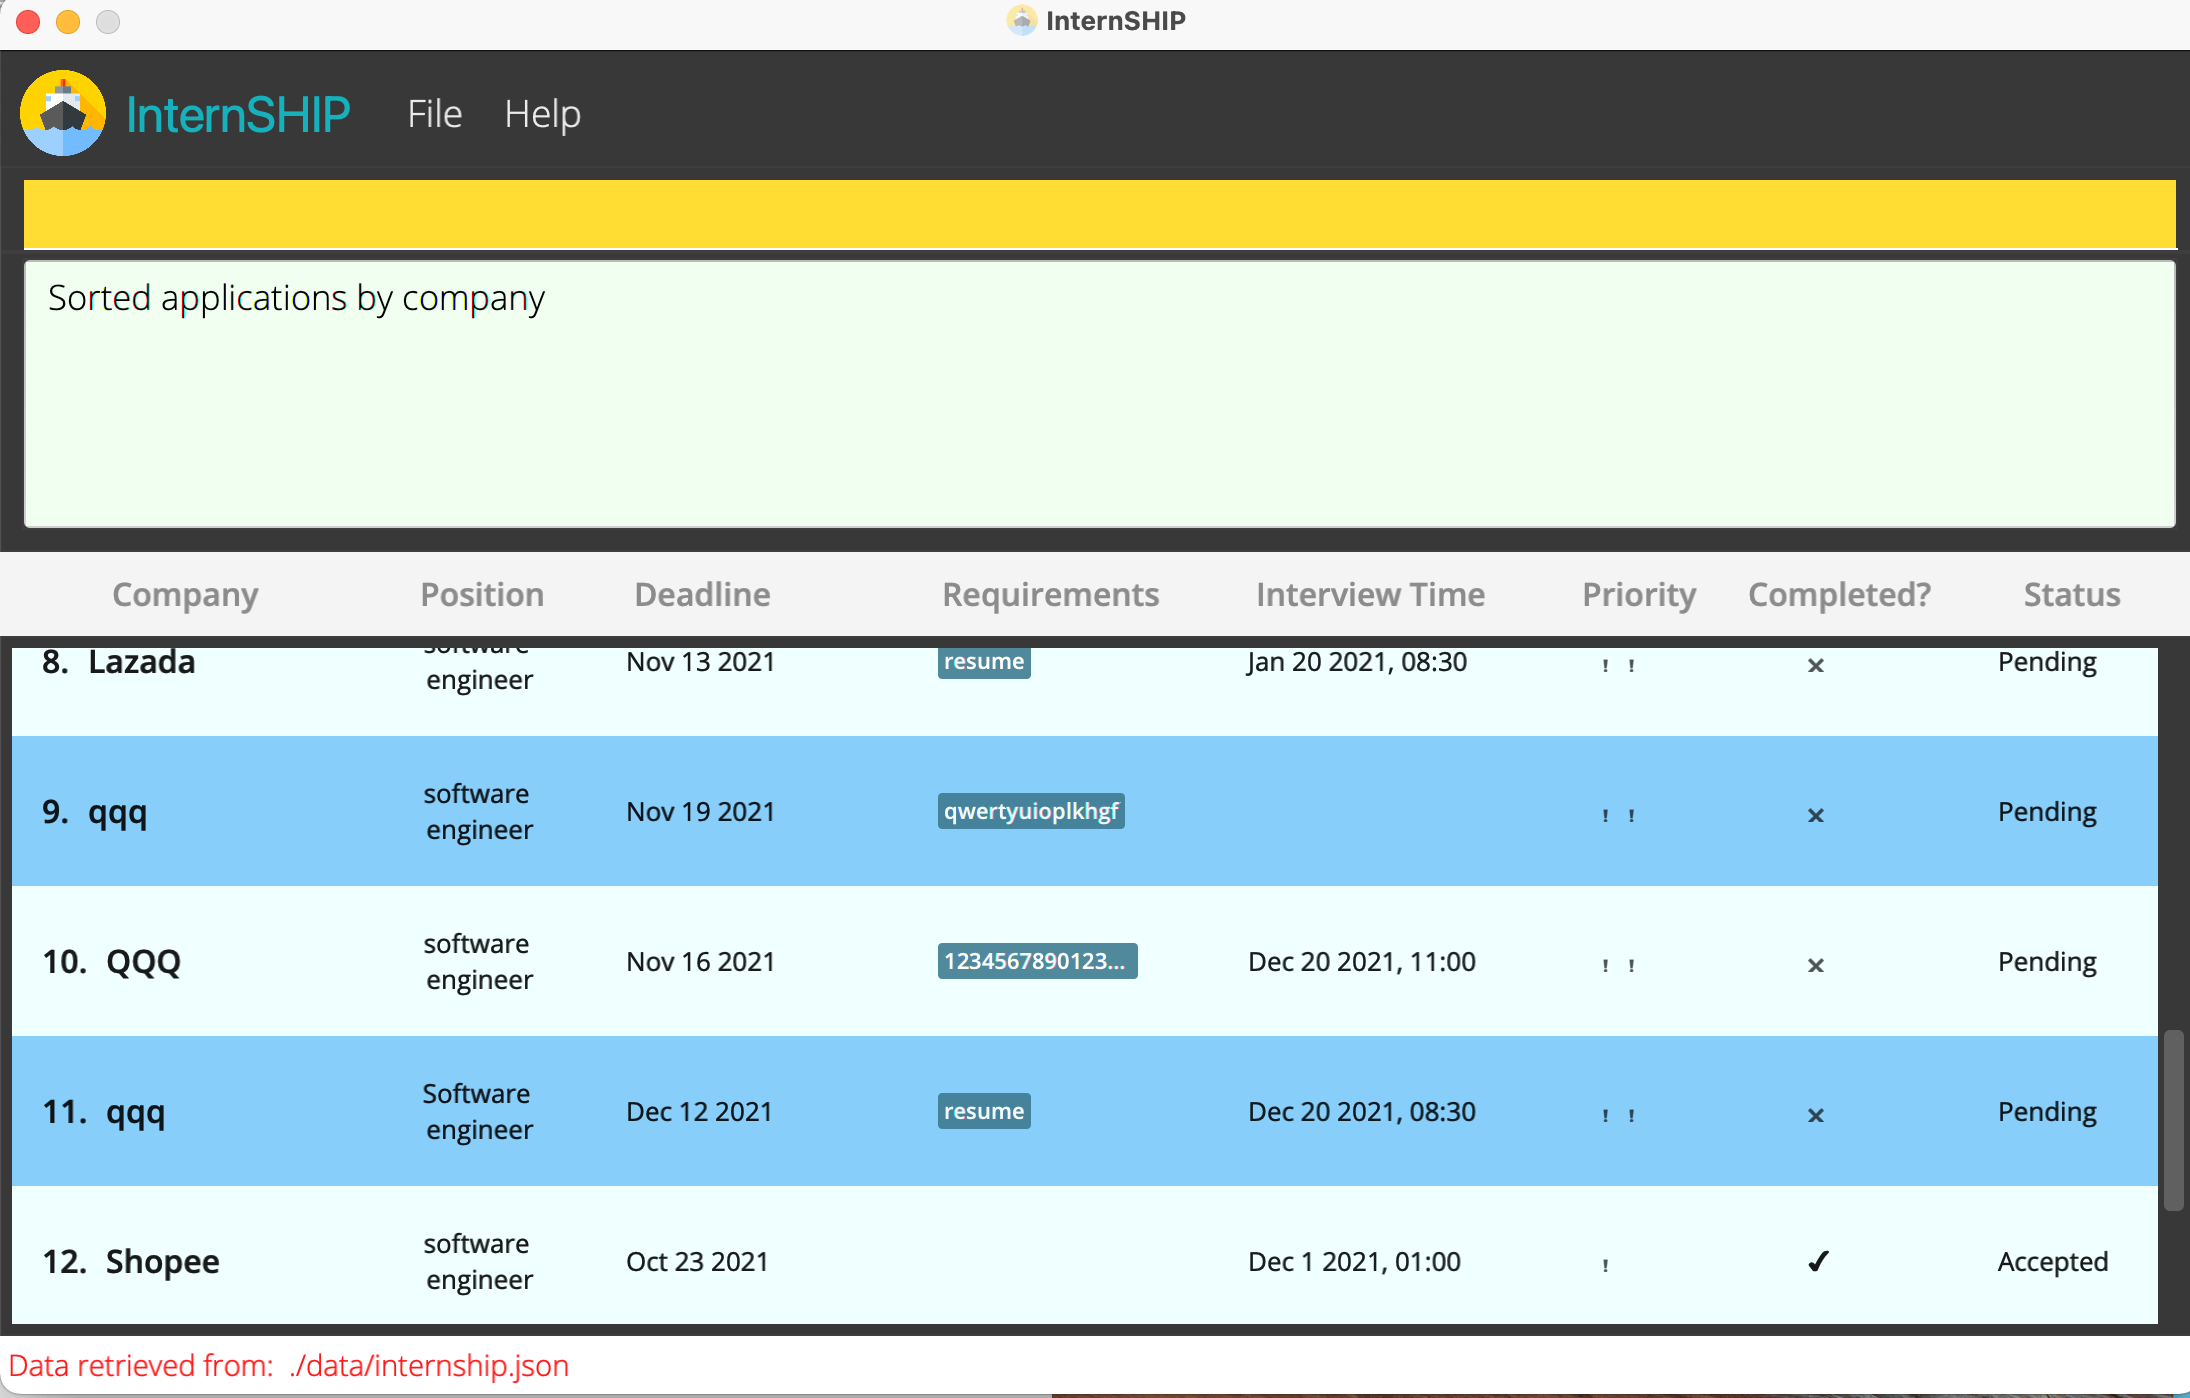 InternSHIP
InternSHIP File Help
Sorted applications by company
Company Position Deadline Requirements Interview Time Priority Completed? Status
8. Lazada software engineer Nov 13 2021 resume Jan 20 2021, 08:30 ! ! × Pending
9. qqq software engineer Nov 19 2021 qwertyuioplkhgf ! ! × Pending
10. QQQ software engineer Nov 16 2021 1234567890123... Dec 20 2021, 11:00 ! ! × Pending
11. qqq Software engineer Dec 12 2021 resume Dec 20 2021, 08:30 ! ! × Pending
12. Shopee software engineer Oct 23 2021 Dec 1 2021, 01:00 ! ✓ Accepted
Data retrieved from: ./data/internship.json